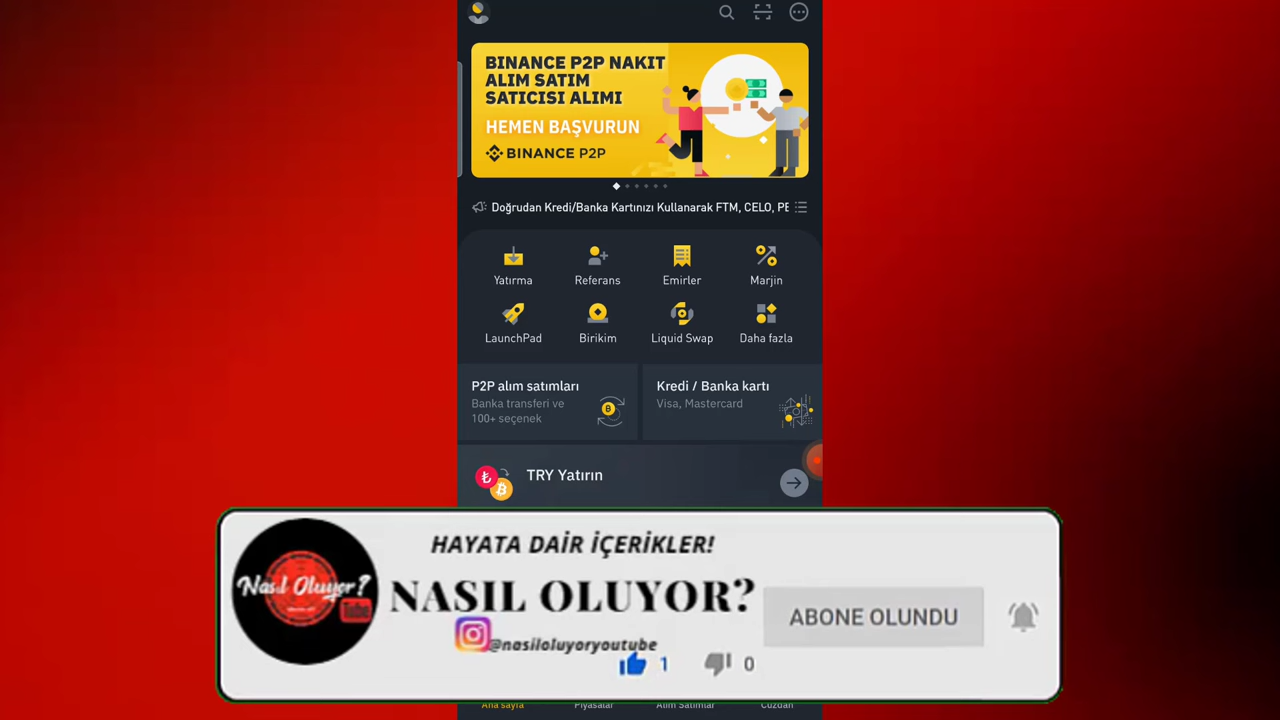 BINANCE P2P NAKIT
ALIM SATIM
SATICISI ALIMI
HEMEN BAŞVURUN
BINANCE P2P
Doğrudan Kredi/Banka Kartınızı Kullanarak FTM, CELO, PE
Yatırma
Referans
Emirler
Marjin
LaunchPad
Birikim
Liquid Swap
Daha fazla
P2P alım satımları
Banka transferi ve
100+ seçenek
Kredi / Banka kartı
Visa, Mastercard
TRY Yatırın
HAYATA DAİR İÇERİKLER!
Nasıl Oluyor?
Tube
NASIL OLUYOR?
@nasiloluyoryoutube
1
0
ABONE OLUNDU
Ana sayfa
Piyasalar
Alım Satımlar
Cüzdan